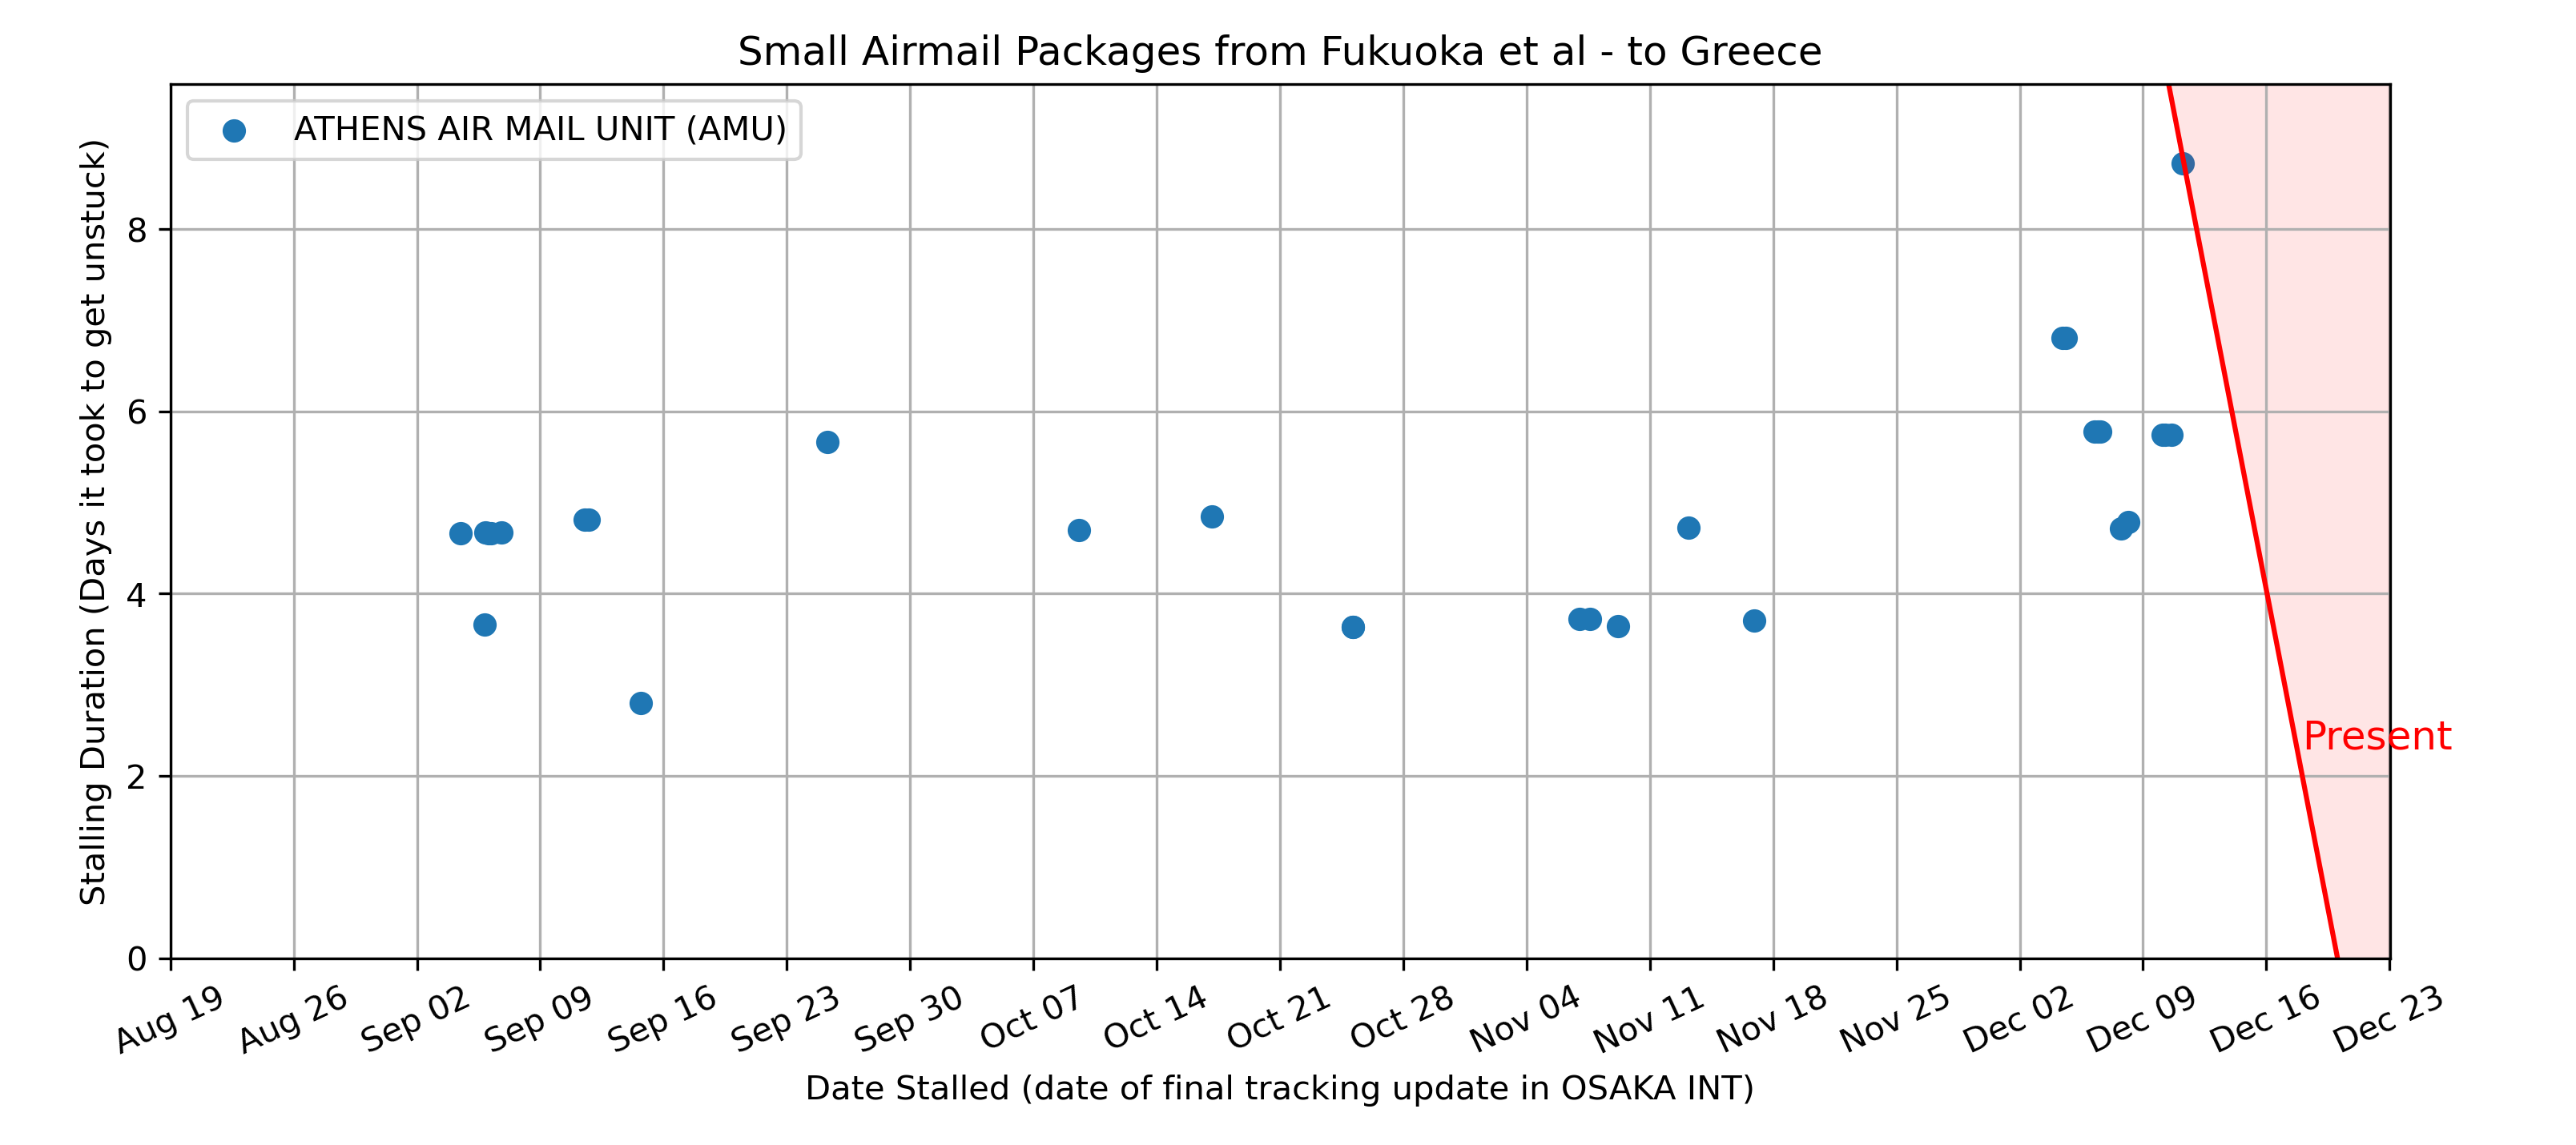 Small Airmail Packages from Fukuoka et al - to Greece
ATHENS AIR MAIL UNIT (AMU)
Stalling Duration (Days it took to get unstuck)
8
6
4
2
0
Present
Aug 19
Aug 26
Sep 02
Sep 09
Sep 16
Sep 23
Sep 30
Oct 07
Oct 14
Oct 21
Oct 28
Nov 04
Nov 11
Nov 18
Nov 25
Dec 02
Dec 09
Dec 16
Dec 23
Date Stalled (date of final tracking update in OSAKA INT)